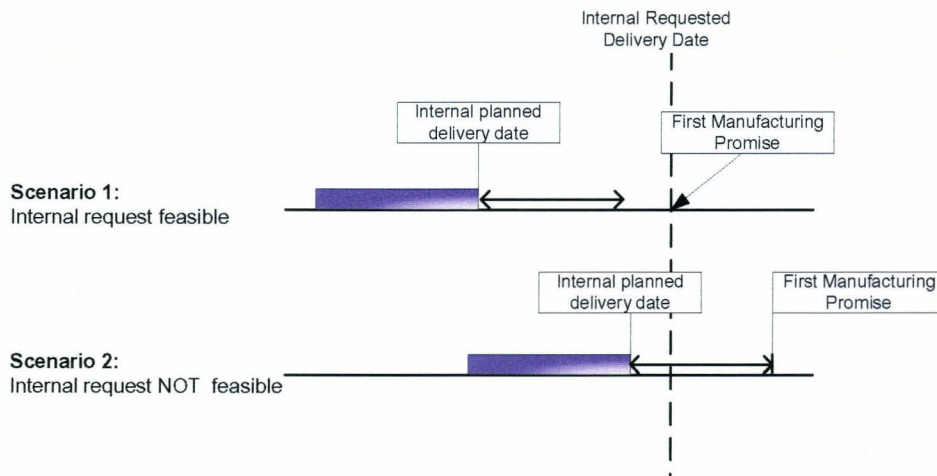 Internal Requested
Delivery Date
Internal planned
delivery date
First Manufacturing
Promise
Scenario 1:
Internal request feasible
Internal planned
delivery date
First Manufacturing
Promise
Scenario 2:
Internal request NOT feasible